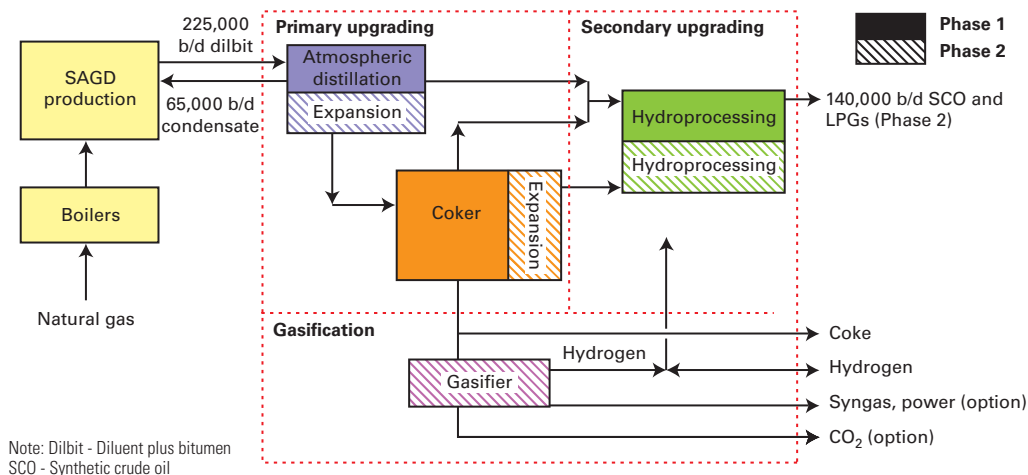 225,000
b/d dilbit
Primary upgrading
Secondary upgrading
Phase 1
Phase 2
SAGD
production
Atmospheric
distillation
Expansion
65,000 b/d
condensate
Hydroprocessing
Hydroprocessing
140,000 b/d SCO and
LPGs (Phase 2)
Boilers
Coker
Expansion
Natural gas
Gasification
Coke
Hydrogen
Hydrogen
Gasifier
Syngas, power (option)
CO₂ (option)
Note: Dilbit - Diluent plus bitumen
SCO - Synthetic crude oil